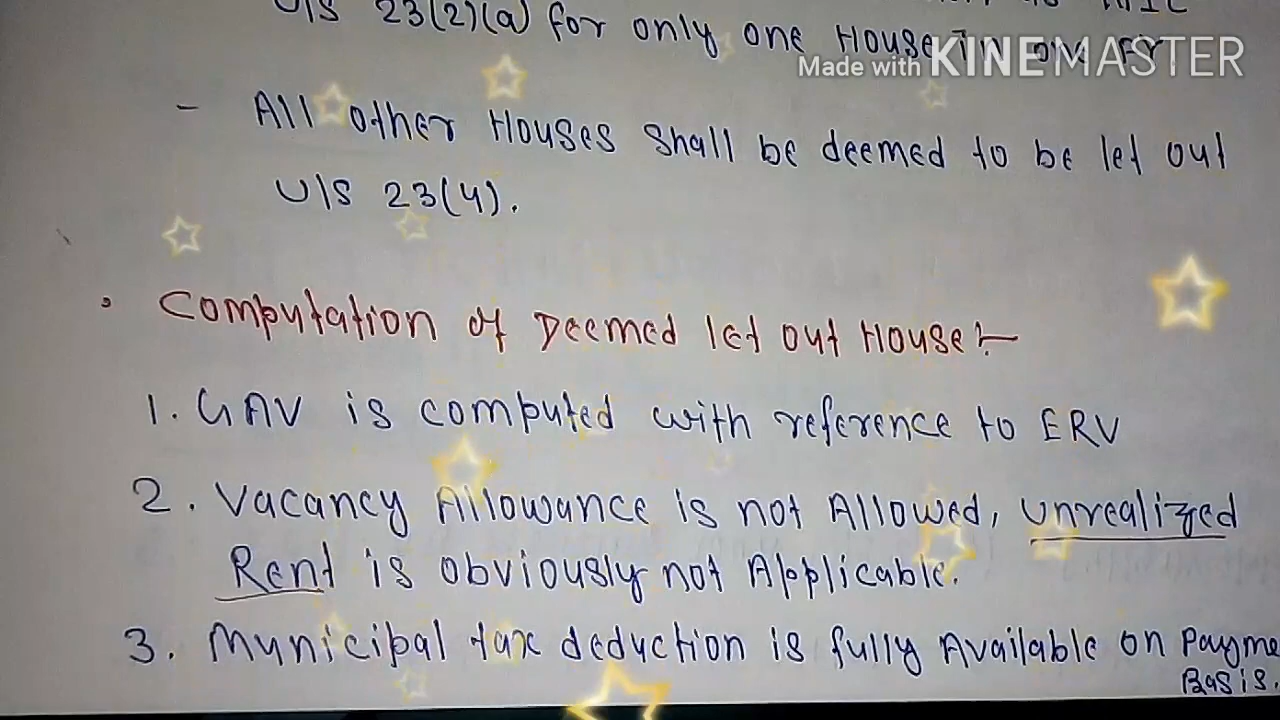 U/S 23(2)(a) for only one House In one
Made with KINEMASTER
- All other Houses shall be deemed to be let out
U/S 23(4).
• Computation of Deemed let out House:-
1. GAV is computed with reference to ERV
2. Vacancy Allowance is not Allowed, unrealized
Rent is obviously not Applicable.
3. Municipal tax deduction is fully Available on Payme
Basis.